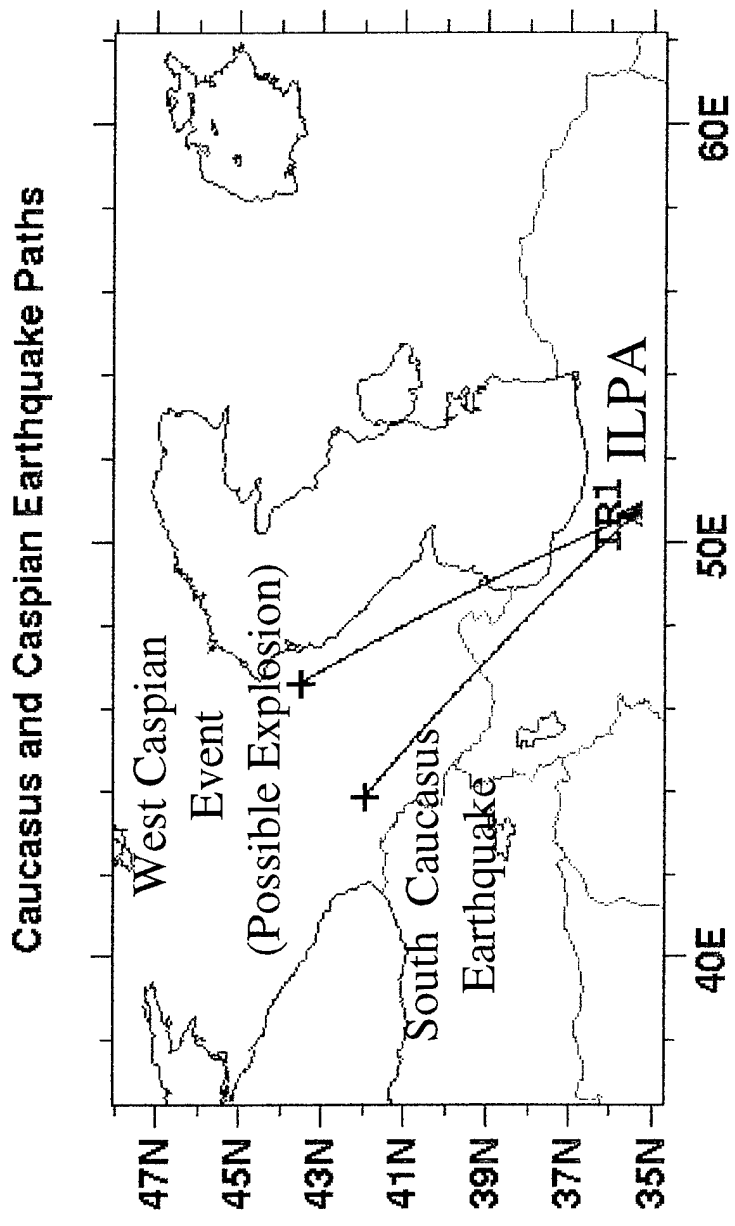 Caucasus and Caspian Earthquake Paths
West Caspian
Event
(Possible Explosion)
South Caucasus
Earthquake
IR1
ILPA
47N
45N
43N
41N
39N
37N
35N
40E
50E
60E